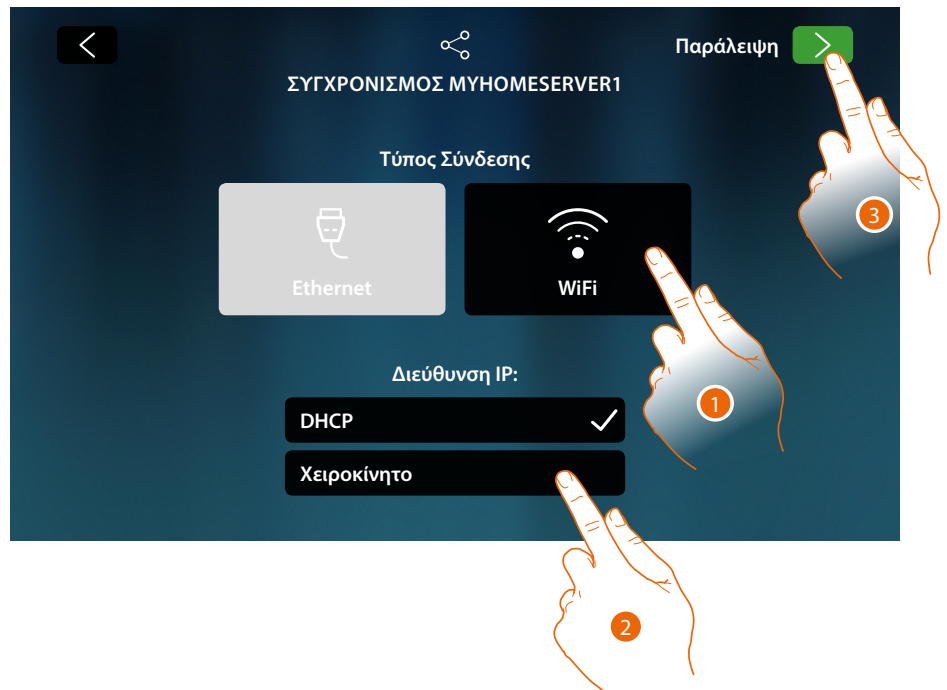 Παράλειψη
ΣΥΓΧΡΟΝΙΣΜΟΣ MYHOMESERVER1
Τύπος Σύνδεσης
Ethernet
WiFi
Διεύθυνση IP:
DHCP
Χειροκίνητο
3
1
2